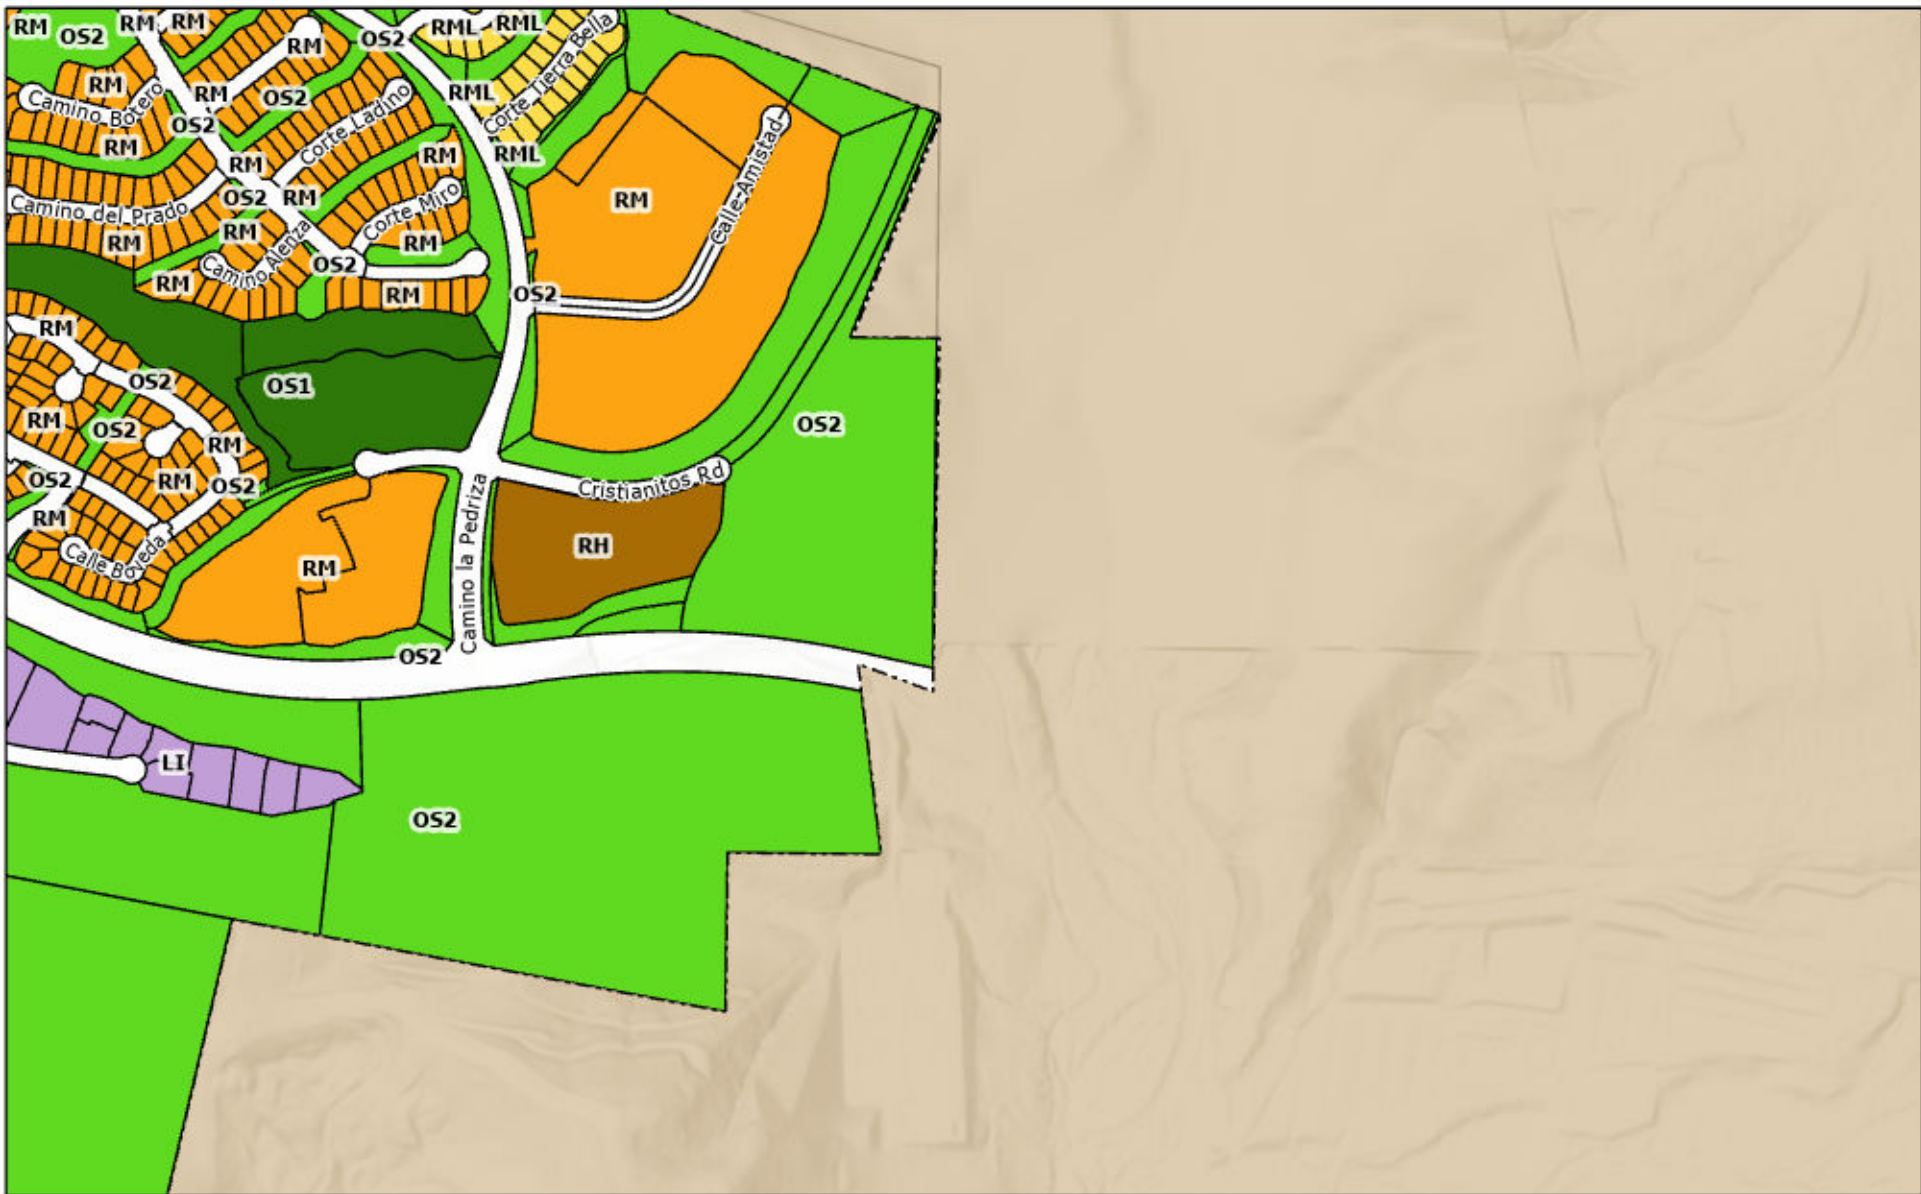 RM
OS2
RM
RM
OS2
RML
RML
RM
Corte Tierra Bella
RM
RM
OS2
RML
Camino Botero
Corte Ladino
OS2
RM
RM
RM
RML
Calle Amistad
RM
OS2
RM
RM
Camino del Prado
Corte Miro
RM
RM
RM
Camino Alenza
OS2
RM
RM
OS2
RM
OS2
OS1
RM
OS2
OS2
RM
OS2
RM
OS2
Cristianitos Rd
RM
Calle Boveda
RM
Camino la Pedriza
RH
OS2
LI
OS2